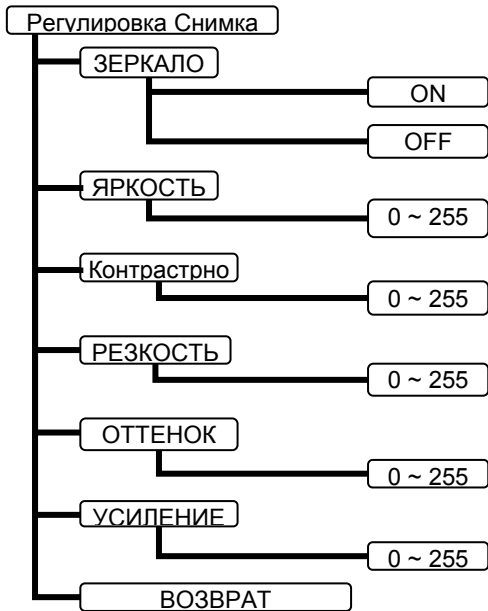 Регулировка Снимка
ЗЕРКАЛО
ON
OFF
ЯРКОСТЬ
0 ~ 255
Контрастрно
0 ~ 255
РЕЗКОСТЬ
0 ~ 255
ОТТЕНОК
0 ~ 255
УСИЛЕНИЕ
0 ~ 255
ВОЗВРАТ